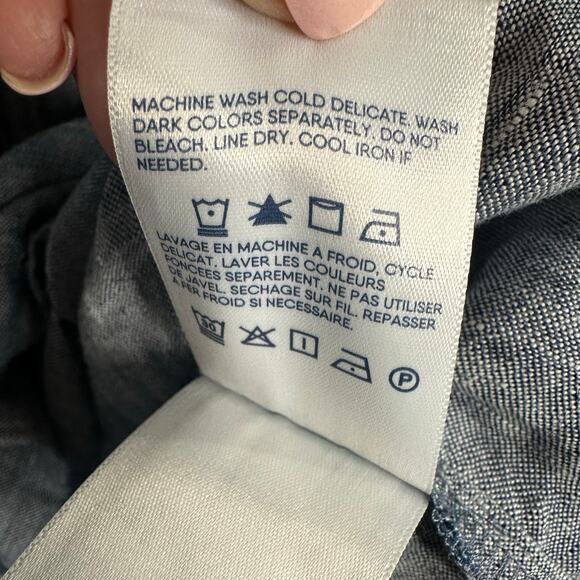 MACHINE WASH COLD DELICATE. WASH
DARK COLORS SEPARATELY. DO NOT
BLEACH. LINE DRY. COOL IRON IF
NEEDED.
LAVAGE EN MACHINE A FROID, CYCLE
DELICAT. LAVER LES COULEURS
FONCEES SEPAREMENT. NE PAS UTILISER
DE JAVEL. SECHAGE SUR FIL. REPASSER
A FER FROID SI NECESSAIRE.
30 P